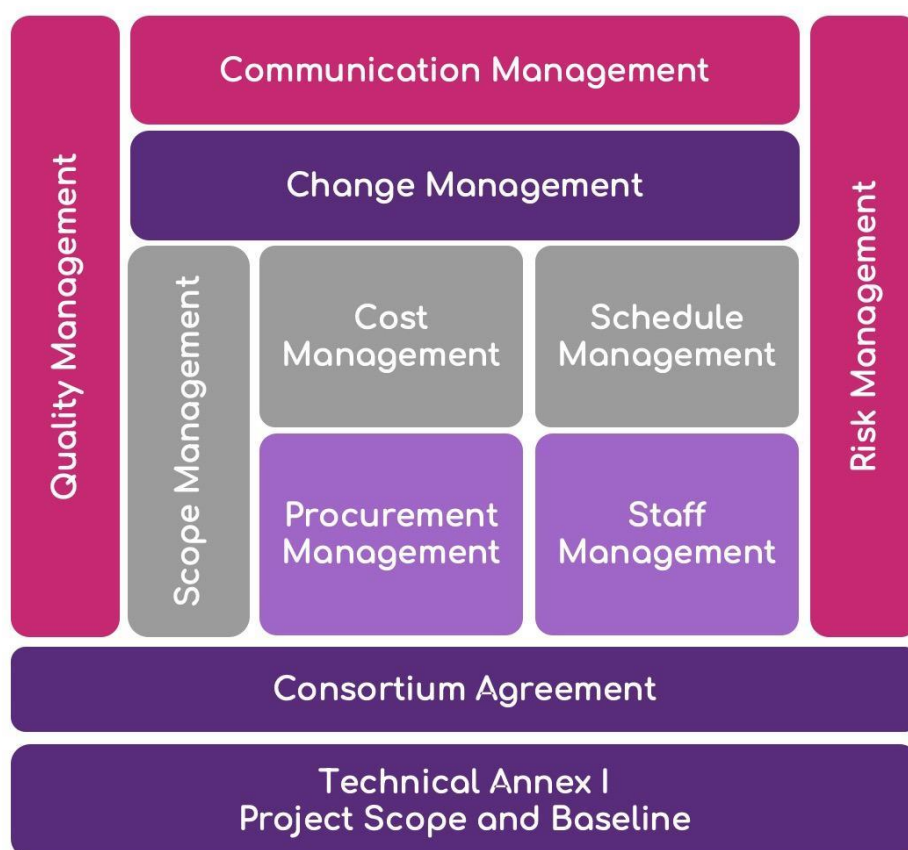 Communication Management
Change Management
Quality Management
Scope Management
Cost
Management
Schedule
Management
Procurement
Management
Staff
Management
Risk Management
Consortium Agreement
Technical Annex I
Project Scope and Baseline